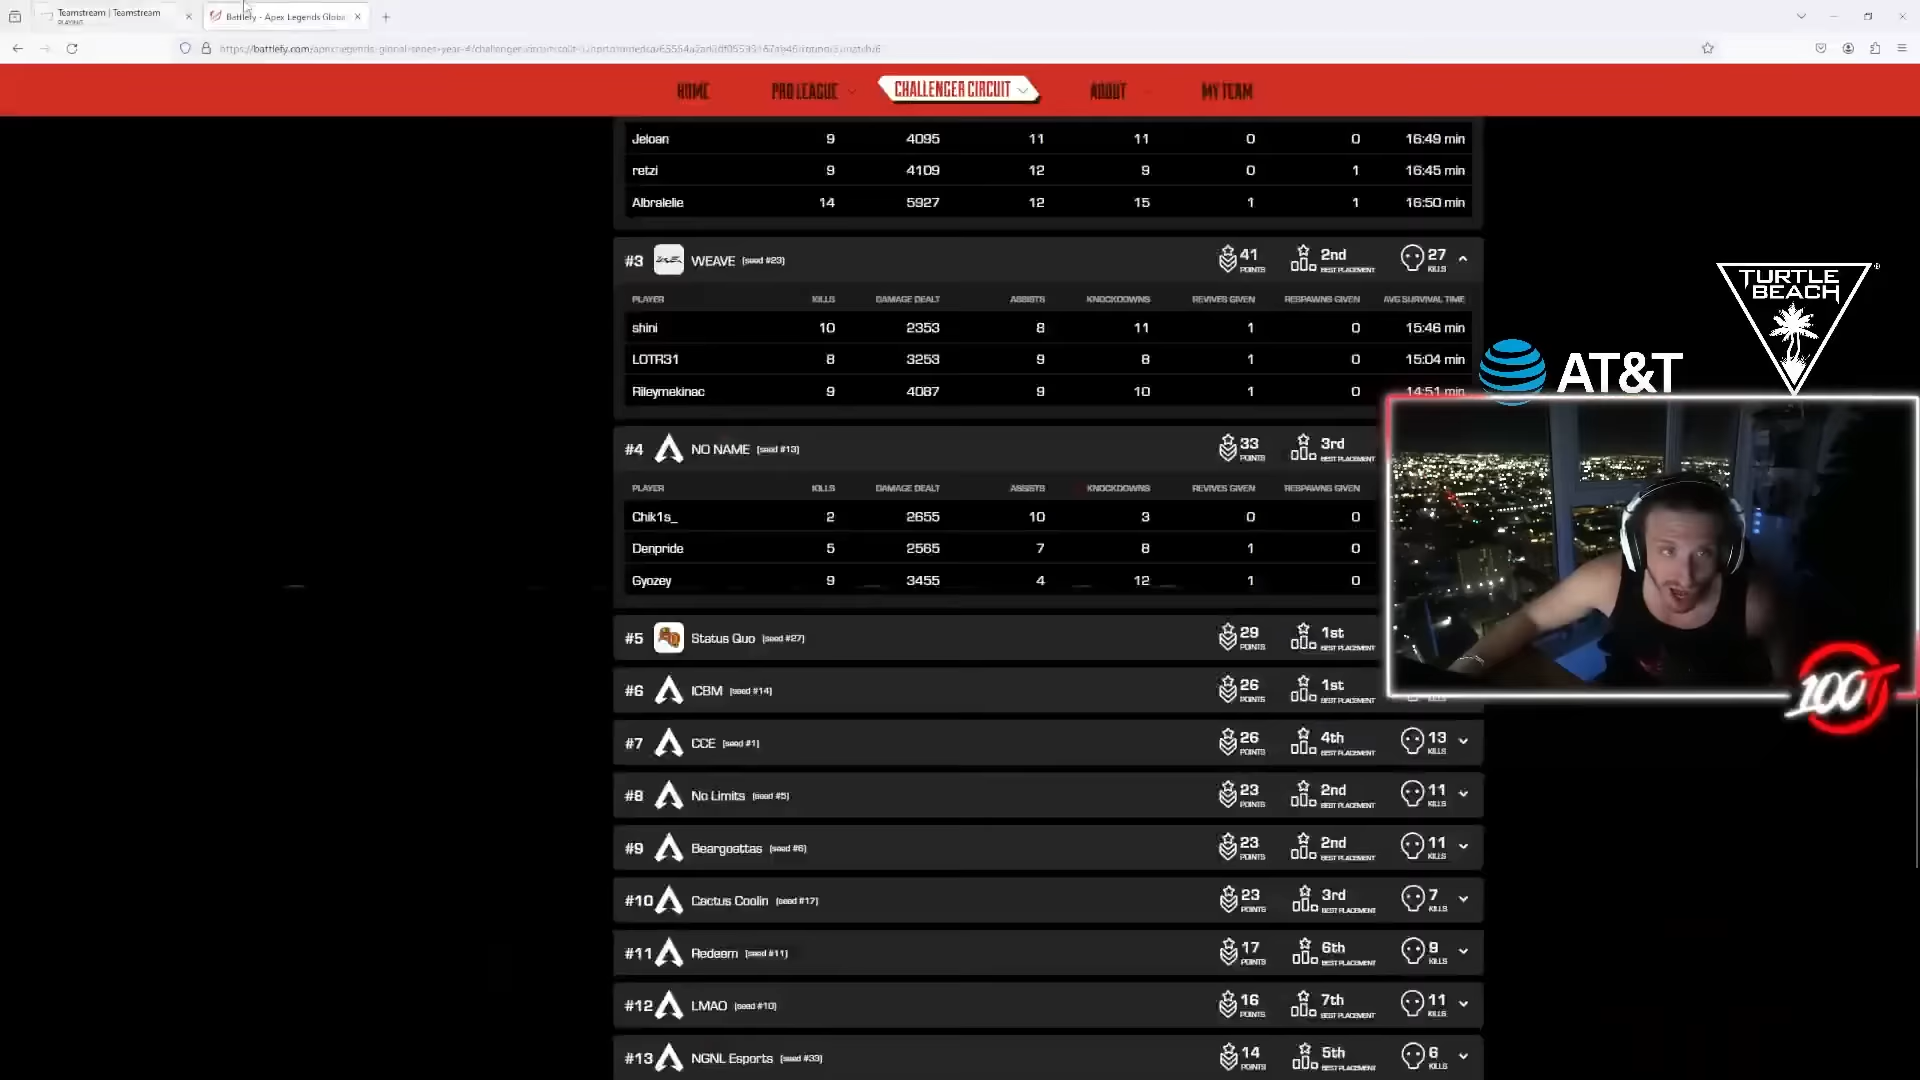 Teamstream | Teamstream
PLAYING
Battlefy - Apex Legends Globa
HOME
PRO LEAGUE
CHALLENGER CIRCUIT
ABOUT
MY TEAM
Jeloan 9 4095 11 11 0 0 16:49 min
retzi 9 4109 12 9 0 1 16:45 min
Albralelie 14 5927 12 15 1 1 16:50 min
#3 WEAVE (seed #23) 41 POINTS 2nd BEST PLACEMENT 27 KILLS
PLAYER KILLS DAMAGE DEALT ASSISTS KNOCKDOWNS REVIVES GIVEN RESPAWNS GIVEN AVG SURVIVAL TIME
shini 10 2353 8 11 1 0 15:46 min
LOTR31 8 3253 9 8 1 0 15:04 min
Rileymekinac 9 4087 9 10 1 0 14:51 min
#4 NO NAME (seed #13) 33 POINTS 3rd BEST PLACEMENT
PLAYER KILLS DAMAGE DEALT ASSISTS KNOCKDOWNS REVIVES GIVEN RESPAWNS GIVEN
Chik1s_ 2 2655 10 3 0 0
Denpride 5 2565 7 8 1 0
Gyozey 9 3455 4 12 1 0
#5 Status Quo (seed #27) 29 POINTS 1st BEST PLACEMENT
#6 ICBM (seed #14) 26 POINTS 1st BEST PLACEMENT
#7 CCE (seed #1) 26 POINTS 4th BEST PLACEMENT 13 KILLS
#8 No Limits (seed #5) 23 POINTS 2nd BEST PLACEMENT 11 KILLS
#9 Beargoattas (seed #6) 23 POINTS 2nd BEST PLACEMENT 11 KILLS
#10 Cactus Coolin (seed #17) 23 POINTS 3rd BEST PLACEMENT 7 KILLS
#11 Redeem (seed #11) 17 POINTS 6th BEST PLACEMENT 9 KILLS
#12 LMAO (seed #10) 16 POINTS 7th BEST PLACEMENT 11 KILLS
#13 NGNL Esports (seed #33) 14 POINTS 5th BEST PLACEMENT 6 KILLS
TURTLE
BEACH
®
AT&T
100T